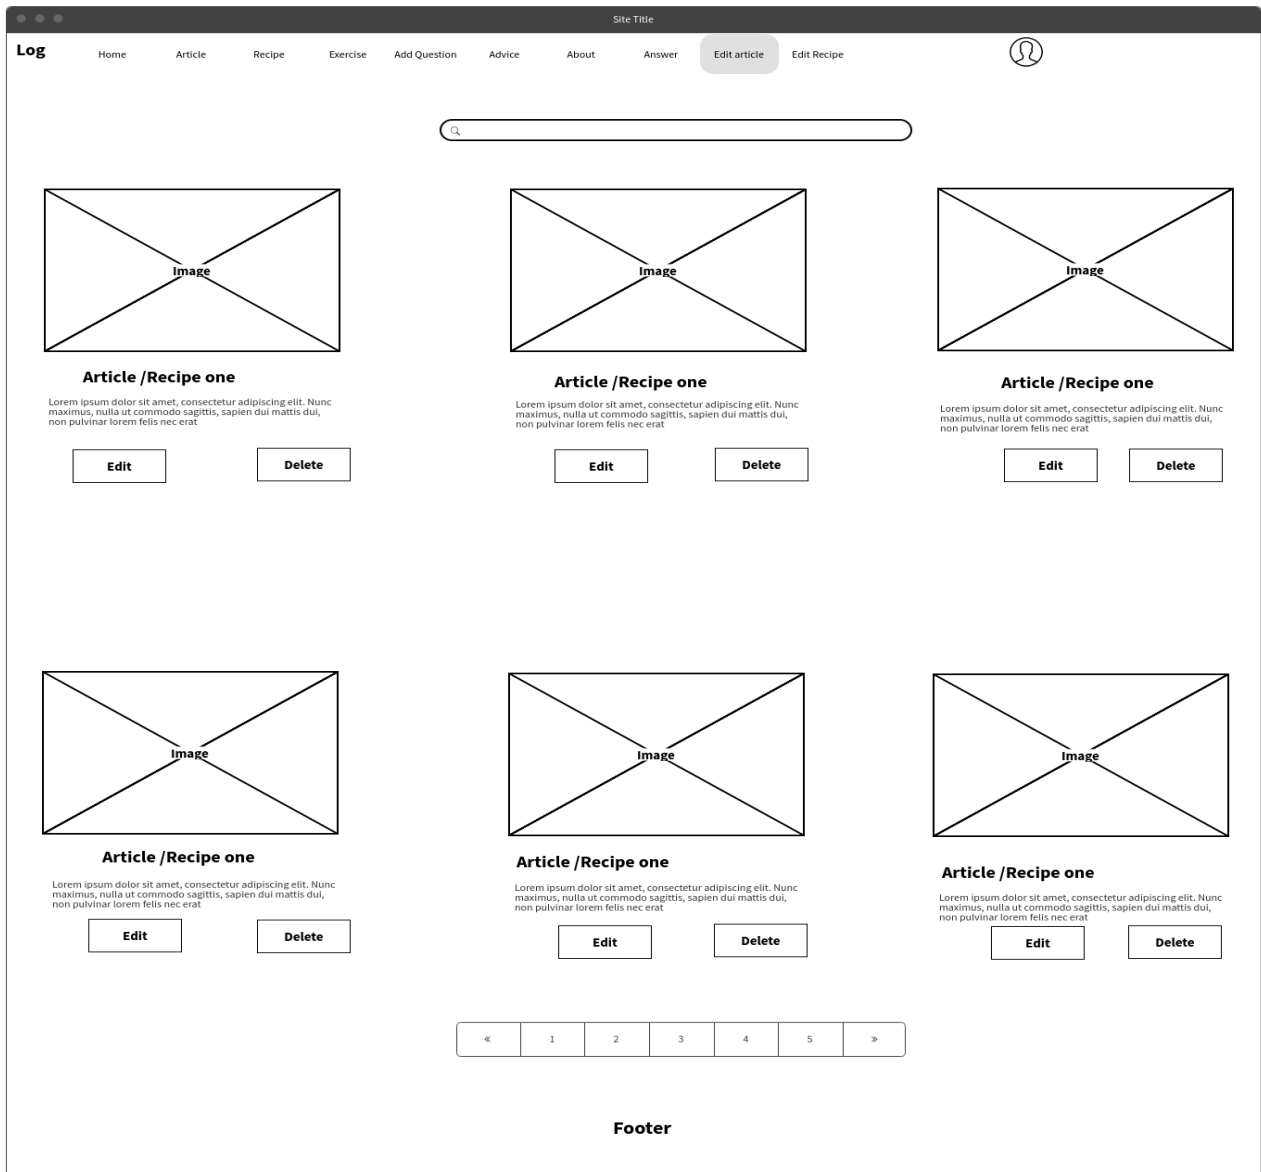 Site Title
Log
Home
Article
Recipe
Exercise
Add Question
Advice
About
Answer
Edit article
Edit Recipe
Image
Image
Image
Article /Recipe one
Lorem ipsum dolor sit amet, consectetur adipiscing elit. Nunc
maximus, nulla ut commodo sagittis, sapien dui mattis dui,
non pulvinar lorem felis nec erat
Edit
Delete
Article /Recipe one
Lorem ipsum dolor sit amet, consectetur adipiscing elit. Nunc
maximus, nulla ut commodo sagittis, sapien dui mattis dui,
non pulvinar lorem felis nec erat
Edit
Delete
Article /Recipe one
Lorem ipsum dolor sit amet, consectetur adipiscing elit. Nunc
maximus, nulla ut commodo sagittis, sapien dui mattis dui,
non pulvinar lorem felis nec erat
Edit
Delete
Image
Image
Image
Article /Recipe one
Lorem ipsum dolor sit amet, consectetur adipiscing elit. Nunc
maximus, nulla ut commodo sagittis, sapien dui mattis dui,
non pulvinar lorem felis nec erat
Edit
Delete
Article /Recipe one
Lorem ipsum dolor sit amet, consectetur adipiscing elit. Nunc
maximus, nulla ut commodo sagittis, sapien dui mattis dui,
non pulvinar lorem felis nec erat
Edit
Delete
Article /Recipe one
Lorem ipsum dolor sit amet, consectetur adipiscing elit. Nunc
maximus, nulla ut commodo sagittis, sapien dui mattis dui,
non pulvinar lorem felis nec erat
Edit
Delete
« 1 2 3 4 5 »
Footer